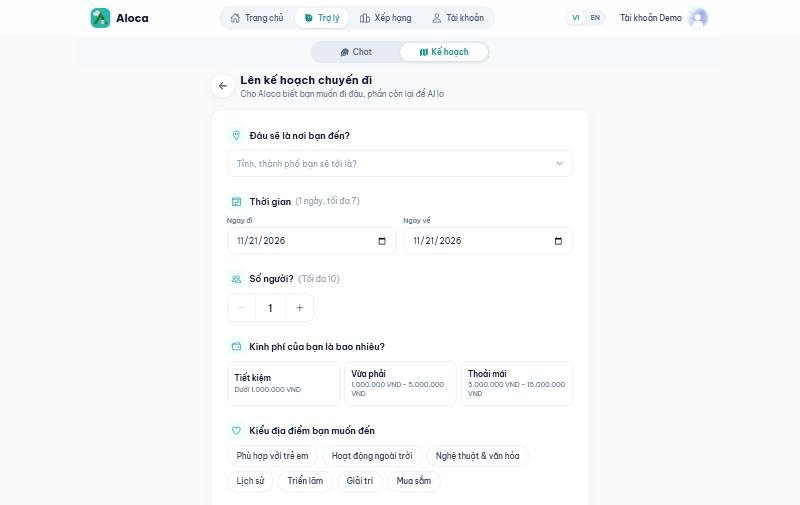 Aloca
Trang chủ
Trợ lý
Xếp hạng
Tài khoản
VI EN
Tài khoản Demo
Chat
Kế hoạch
Lên kế hoạch chuyến đi
Cho Aloca biết bạn muốn đi đâu, phần còn lại để AI lo
Đâu sẽ là nơi bạn đến?
Tỉnh, thành phố bạn sẽ tới là?
Thời gian (1 ngày, tối đa 7)
Ngày đi
Ngày về
11/21/2026
11/21/2026
Số người? (Tối đa 10)
− 1 +
Kinh phí của bạn là bao nhiêu?
Tiết kiệm
Dưới 1.000.000 VND
Vừa phải
1.000.000 VND – 5.000.000
VND
Thoải mái
5.000.000 VND – 15.000.000
VND
Kiểu địa điểm bạn muốn đến
Phù hợp với trẻ em
Hoạt động ngoài trời
Nghệ thuật & văn hóa
Lịch sử
Triển lãm
Giải trí
Mua sắm